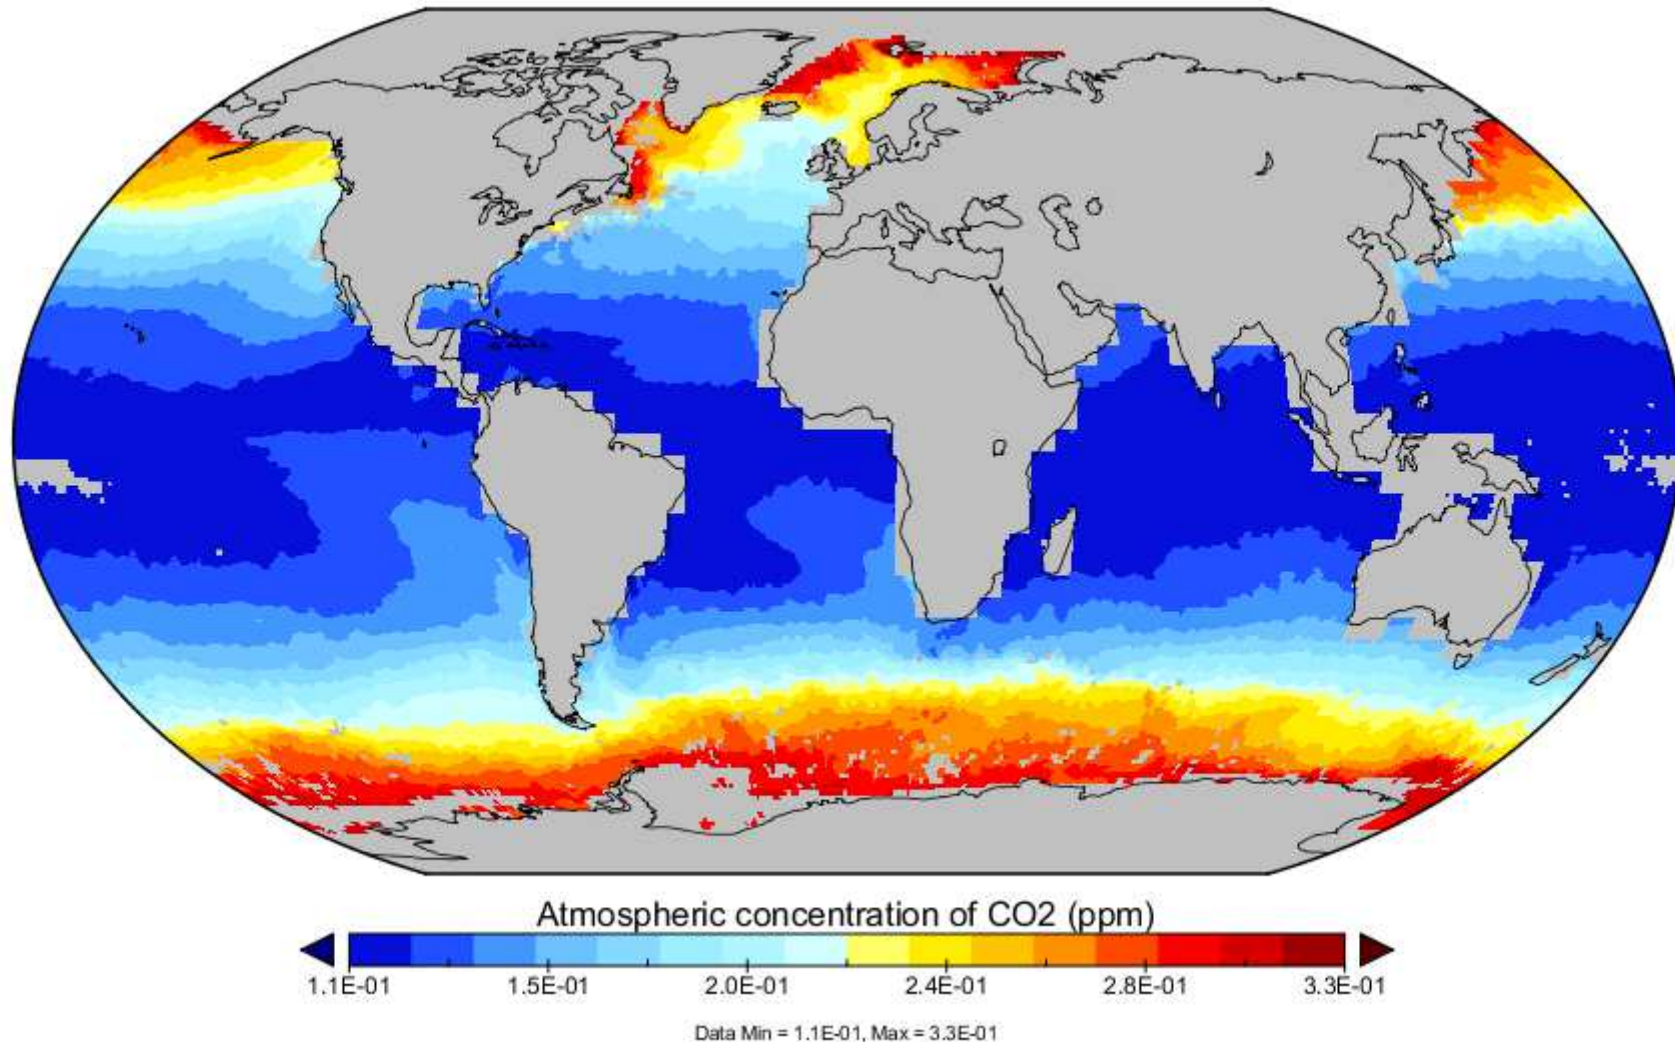 Atmospheric concentration of CO2 (ppm)
1.1E-01 1.5E-01 2.0E-01 2.4E-01 2.8E-01 3.3E-01
Data Min = 1.1E-01, Max = 3.3E-01